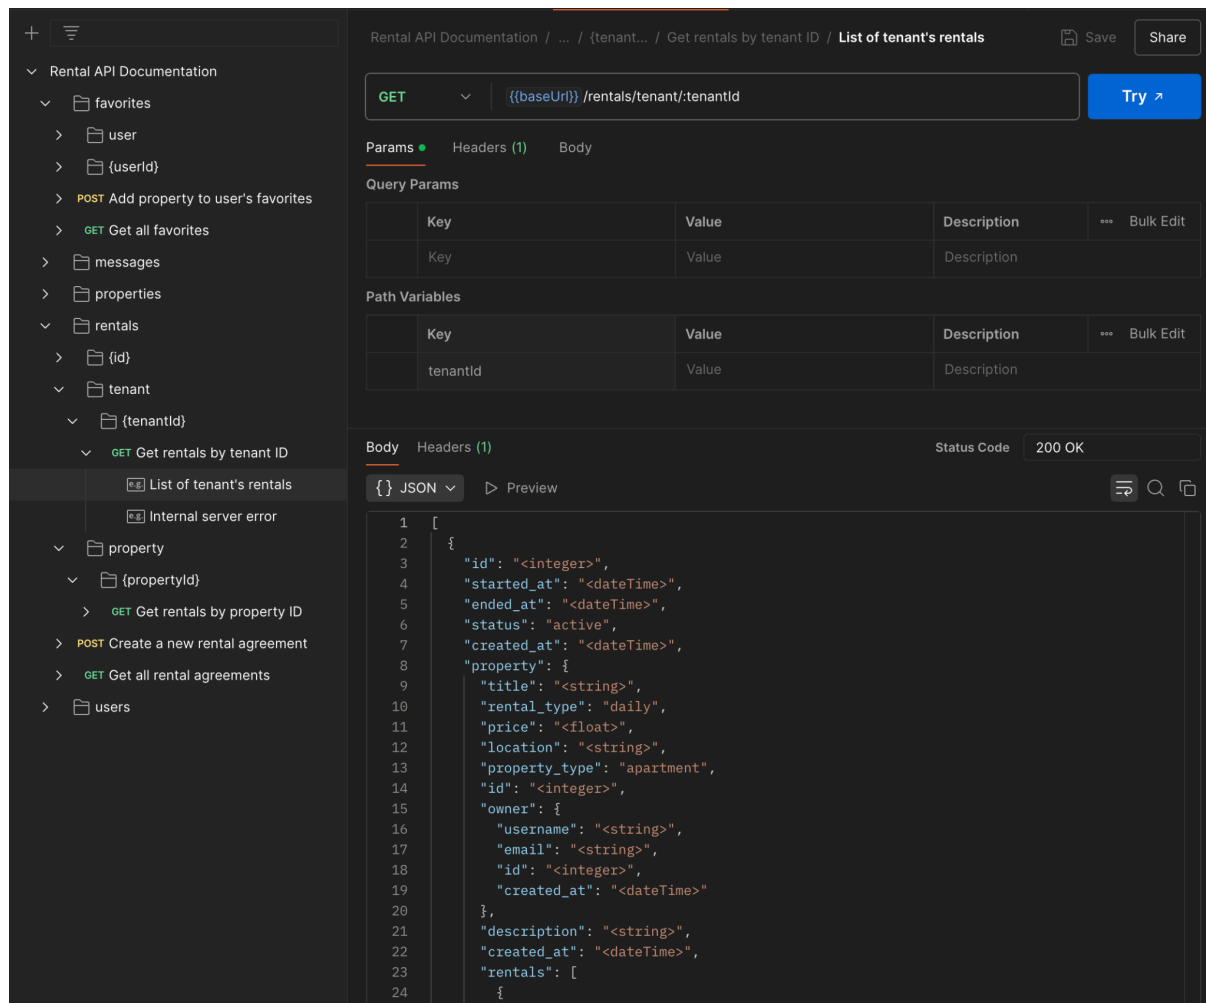 Rental API Documentation
favorites
user
{userId}
POST Add property to user's favorites
GET Get all favorites
messages
properties
rentals
{id}
tenant
{tenantId}
GET Get rentals by tenant ID
e.g. List of tenant's rentals
e.g. Internal server error
property
{propertyId}
GET Get rentals by property ID
POST Create a new rental agreement
GET Get all rental agreements
users
Rental API Documentation / ... / {tenant... / Get rentals by tenant ID / List of tenant's rentals
Save
Share
GET {{baseUrl}} /rentals/tenant/:tenantId
Try ↗
Params Headers (1) Body
Query Params
Key Value Description Bulk Edit
Key Value Description
Path Variables
Key Value Description Bulk Edit
tenantId Value Description
Body Headers (1) Status Code 200 OK
{} JSON Preview
1 [
2 {
3 "id": "<integer>",
4 "started_at": "<dateTime>",
5 "ended_at": "<dateTime>",
6 "status": "active",
7 "created_at": "<dateTime>",
8 "property": {
9 "title": "<string>",
10 "rental_type": "daily",
11 "price": "<float>",
12 "location": "<string>",
13 "property_type": "apartment",
14 "id": "<integer>",
15 "owner": {
16 "username": "<string>",
17 "email": "<string>",
18 "id": "<integer>",
19 "created_at": "<dateTime>"
20 },
21 "description": "<string>",
22 "created_at": "<dateTime>",
23 "rentals": [
24 {